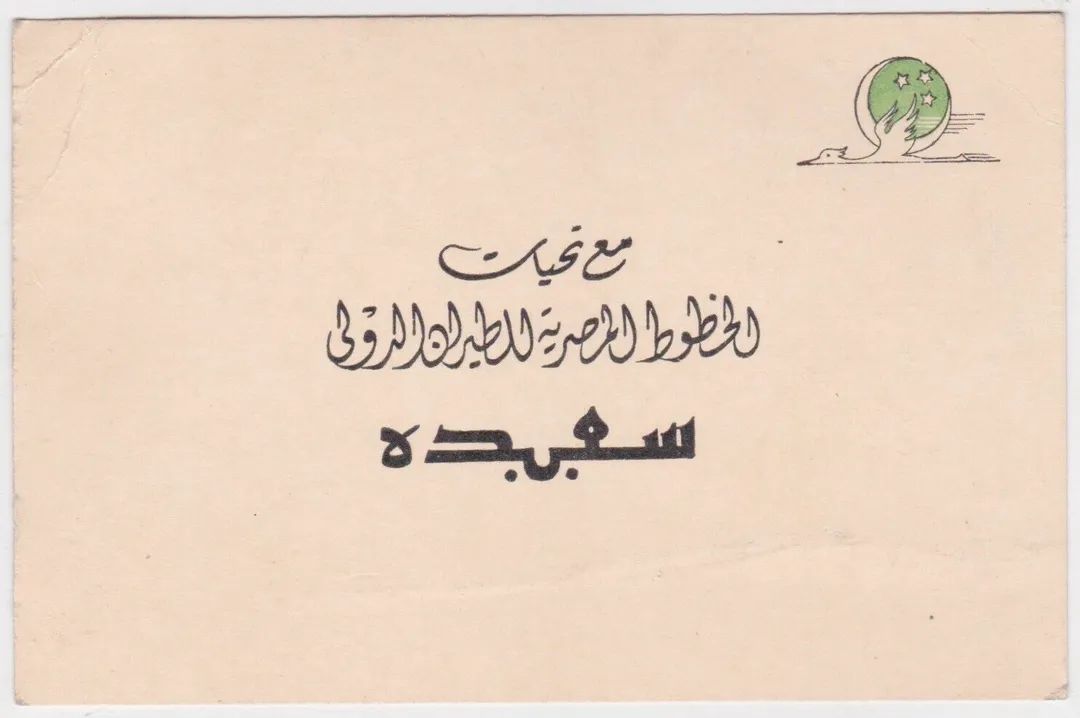 مع تحيات
الخطوط المصرية للطيران الدولى
سعيده